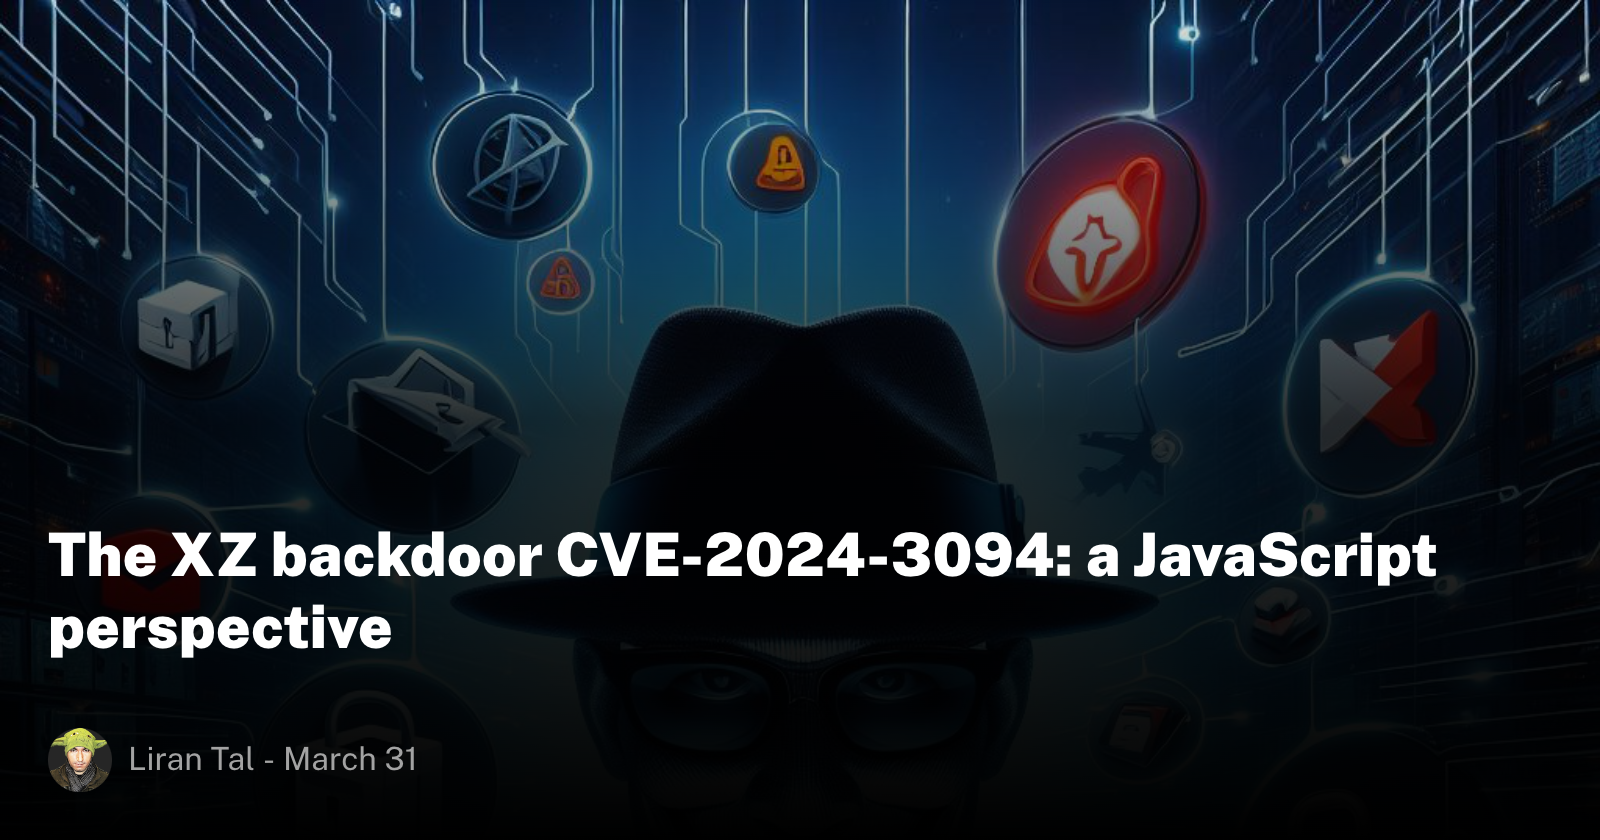 The XZ backdoor CVE-2024-3094: a JavaScript
perspective
Liran Tal - March 31